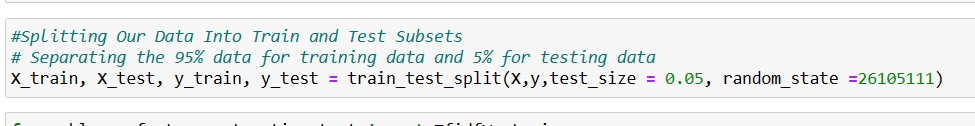 #Splitting Our Data Into Train and Test Subsets
# Separating the 95% data for training data and 5% for testing data
X_train, X_test, y_train, y_test = train_test_split(X,y,test_size = 0.05, random_state =26105111)